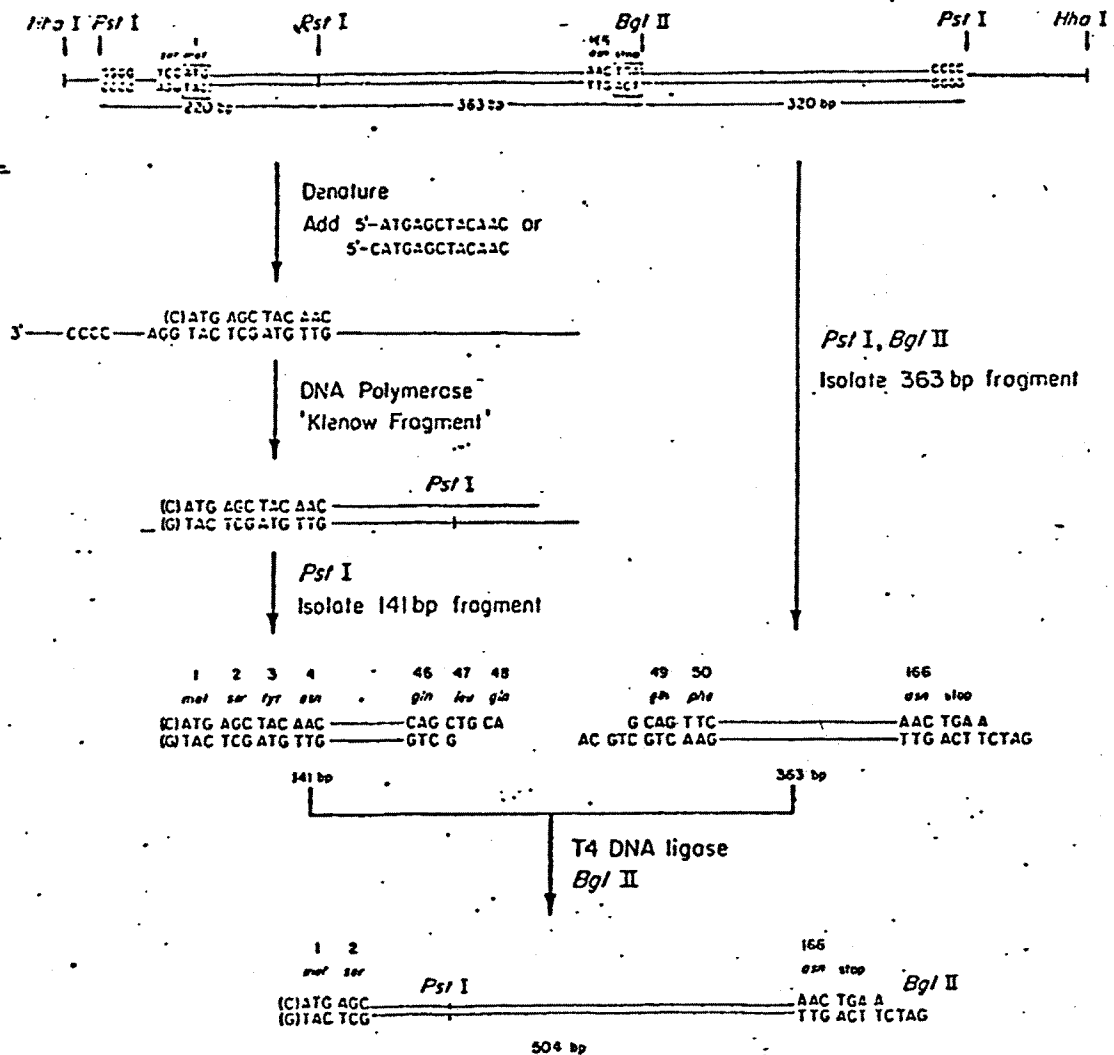 Hha I Pst I Pst I Bgl II Pst I Hha I
1 165
ser met asn stop
GGGG TCC ATG AAC TGA CCCC
CCCC AGG TAC TTG ACT GGGG
220 bp 363 bp 320 bp
Denature
Add 5'-ATGAGCTACAAC or
5'-CATGAGCTACAAC
(C)ATG AGC TAC AAC
3' CCCC AGG TAC TCG ATG TTG
DNA Polymerase
'Klenow Fragment'
Pst I, Bgl II
Isolate 363 bp fragment
Pst I
(C)ATG AGC TAC AAC
(G)TAC TCG ATG TTG
Pst I
Isolate 141 bp fragment
1 2 3 4 46 47 48 49 50 166
met ser tyr asn gln leu gln gln phe asn stop
(C)ATG AGC TAC AAC CAG CTG CA G CAG TTC AAC TGA A
(G)TAC TCG ATG TTG GTC G AC GTC GTC AAG TTG ACT TCTAG
141 bp 363 bp
T4 DNA ligase
Bgl II
1 2 166
met ser Pst I asn stop Bgl II
(C)ATG AGC AAC TGA A
(G)TAC TCG TTG ACT TCTAG
504 bp